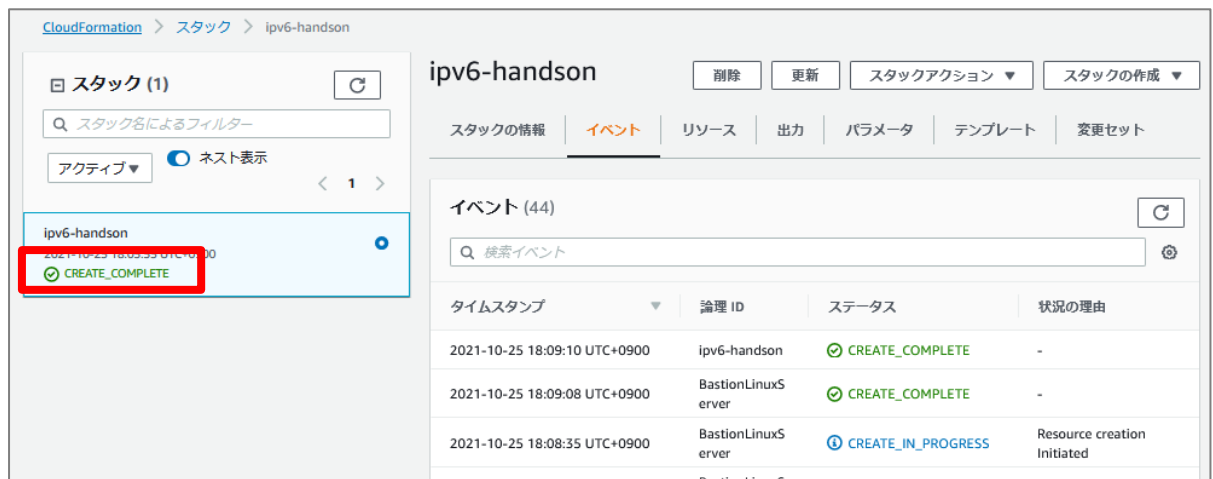 CloudFormation > スタック > ipv6-handson
スタック (1)
スタック名によるフィルター
アクティブ▼
ネスト表示
< 1 >
ipv6-handson
CREATE_COMPLETE
ipv6-handson
削除
更新
スタックアクション ▼
スタックの作成 ▼
スタックの情報
イベント
リソース
出力
パラメータ
テンプレート
変更セット
イベント (44)
検索イベント
タイムスタンプ ▼ 論理 ID ステータス 状況の理由
2021-10-25 18:09:10 UTC+0900 ipv6-handson CREATE_COMPLETE -
2021-10-25 18:09:08 UTC+0900 BastionLinuxS
erver CREATE_COMPLETE -
2021-10-25 18:08:35 UTC+0900 BastionLinuxS
erver CREATE_IN_PROGRESS Resource creation
Initiated